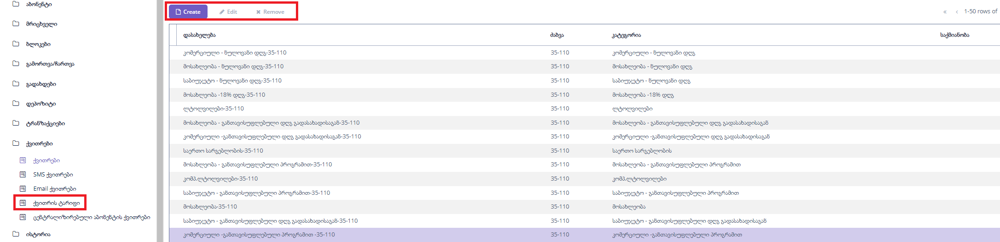 აბონენტი
მრიცხველი
ბლოკები
გამორთვა/ჩართვა
გადახდები
დეპოზიტი
ტრანზაქციები
ქვითრები
ქვითრები
SMS ქვითრები
Email ქვითრები
ქვითრის ტარიფი
ცენტრალიზირებული აბონენტის ქვითრები
ისტორია
Create Edit Remove
« ‹ 1-50 rows of
დასახელება ძაბვა კატეგორია საქმიანობა
კომერციული - ნულოვანი დღგ-35-110 35-110 კომერციული - ნულოვანი დღგ
მოსახლეობა - ნულოვანი დღგ-35-110 35-110 მოსახლეობა - ნულოვანი დღგ
საბიუჯეტო - ნულოვანი დღგ-35-110 35-110 საბიუჯეტო - ნულოვანი დღგ
მოსახლეობა -18% დღგ-35-110 35-110 მოსახლეობა -18% დღგ
ლტოლვილები-35-110 35-110 ლტოლვილები
მოსახლეობა - განთავისუფლებული დღგ გადასახადისაგან-35-110 35-110 მოსახლეობა - განთავისუფლებული დღგ გადასახადისაგან
კომერციული -განთავისუფლებული დღგ გადასახადისაგან-35-110 35-110 კომერციული -განთავისუფლებული დღგ გადასახადისაგან
საერთო სარგებლობის-35-110 35-110 საერთო სარგებლობის
მოსახლეობა - განთავისუფლებული პროგრამით-35-110 35-110 მოსახლეობა - განთავისუფლებული პროგრამით
კომპ.ლტოლვილები-35-110 35-110 კომპ.ლტოლვილები
საბიუჯეტო - განთავისუფლებული პროგრამით-35-110 35-110 საბიუჯეტო - განთავისუფლებული პროგრამით
მოსახლეობა-35-110 35-110 მოსახლეობა
საბიუჯეტო - განთავისუფლებული დღგ გადასახადისაგან-35-110 35-110 საბიუჯეტო - განთავისუფლებული დღგ გადასახადისაგან
კომერციული -განთავისუფლებული პროგრამით -35-110 35-110 კომერციული -განთავისუფლებული პროგრამით